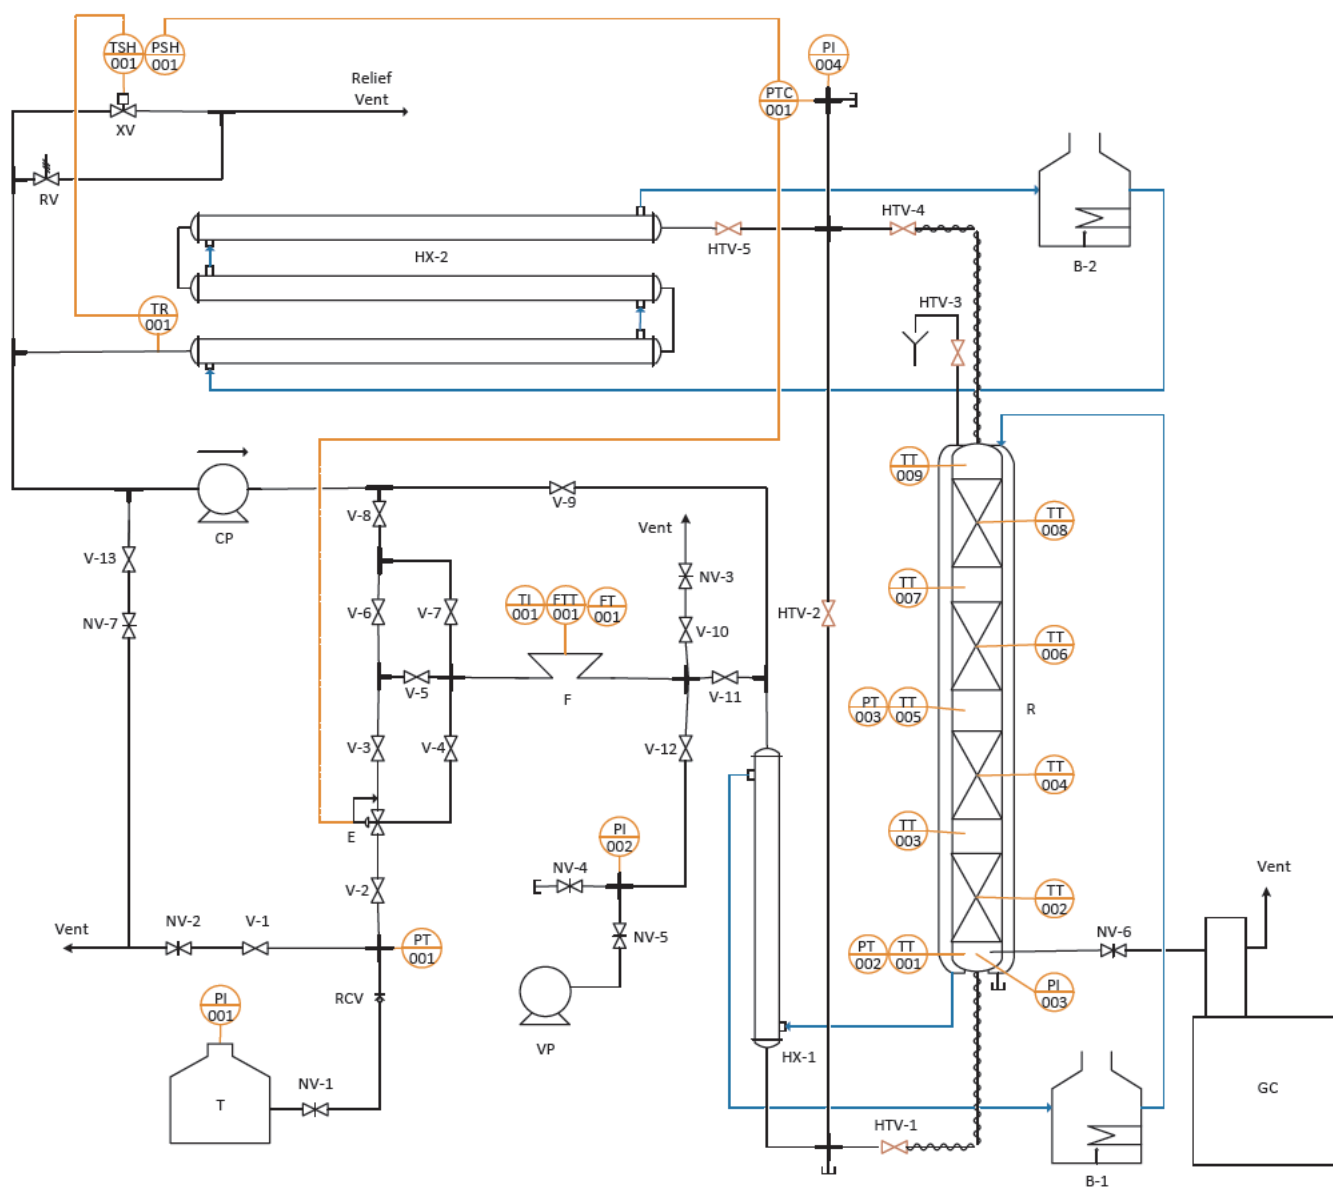 TSH
001
PSH
001
PI
004
Relief
Vent
PTC
001
XV
RV
HTV-4
HX-2
HTV-5
B-2
TR
001
HTV-3
TT
009
V-8
V-9
CP
Vent
TT
008
V-13
NV-3
TI
001
FTT
001
FT
001
TT
007
V-6
V-7
HTV-2
NV-7
V-10
TT
006
V-5
F
V-11
PT
003
TT
005
R
V-3
V-4
V-12
TT
004
E
PI
002
TT
003
NV-4
Vent
V-2
TT
002
Vent
NV-2
V-1
NV-5
NV-6
PT
001
PT
002
TT
001
PI
003
RCV
PI
001
VP
HX-1
NV-1
GC
T
HTV-1
B-1